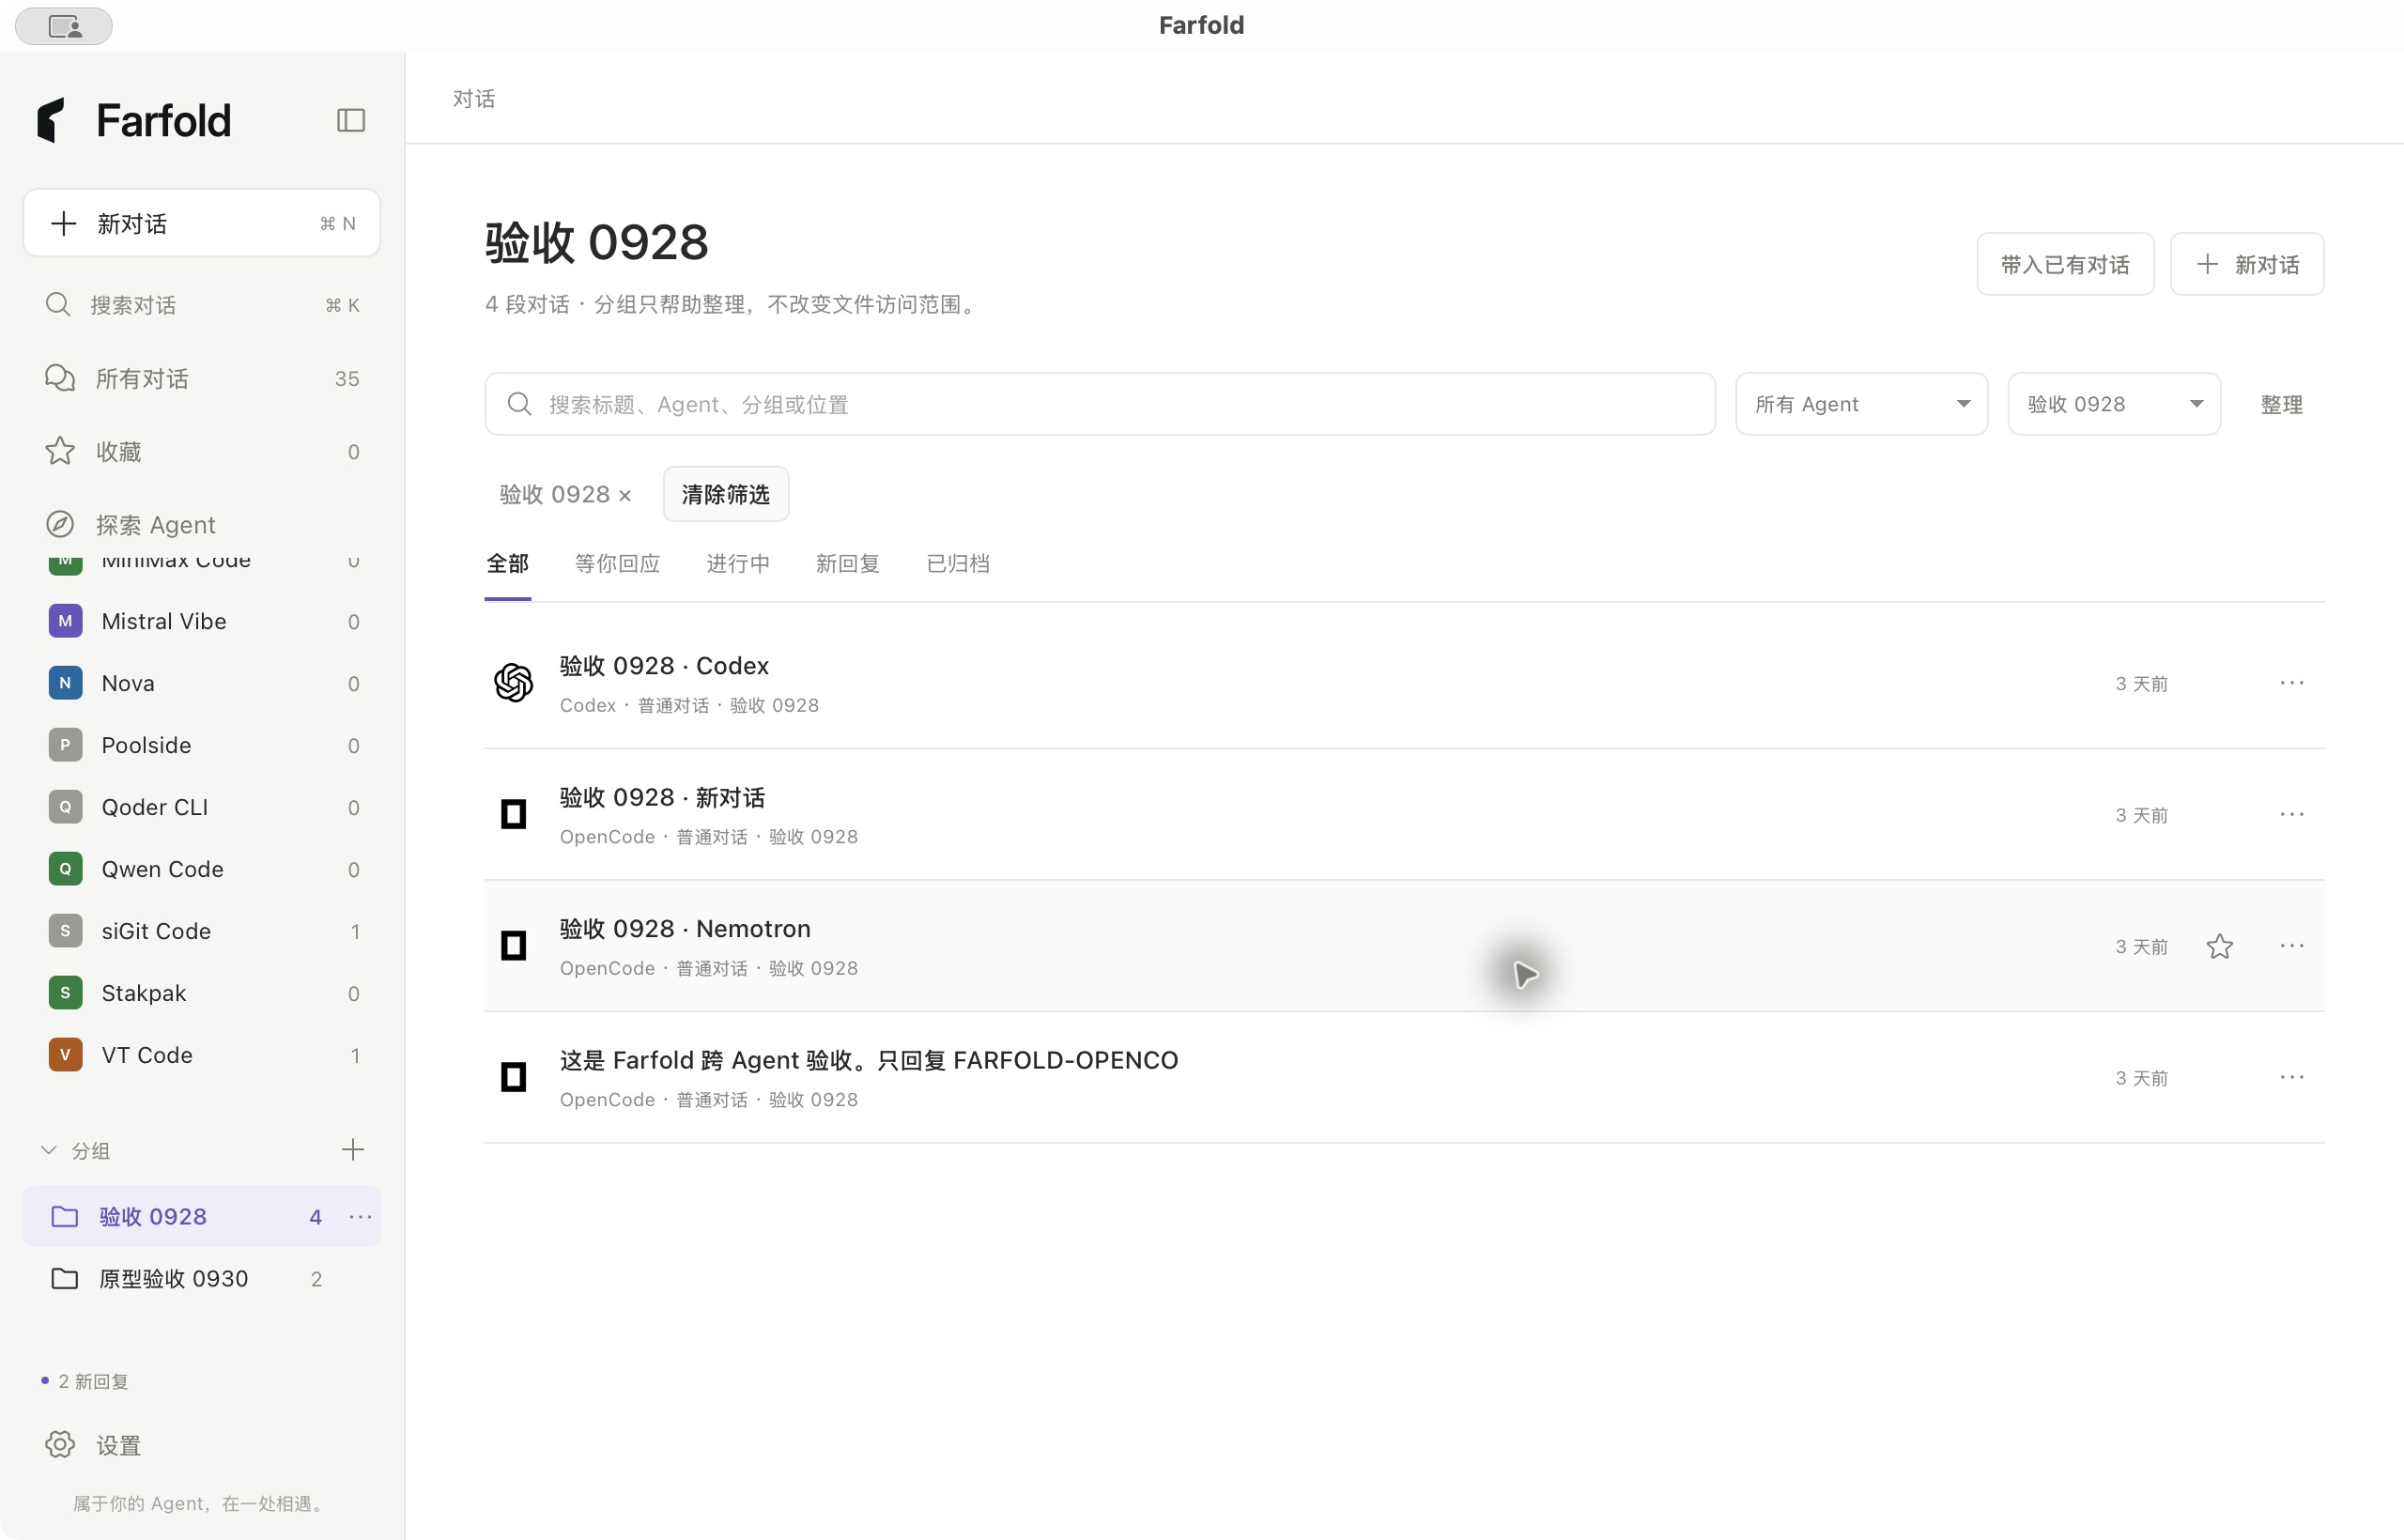 Farfold
Farfold
新对话 ⌘ N
搜索对话 ⌘ K
所有对话 35
收藏 0
探索 Agent
M MiniMax Code 0
M Mistral Vibe 0
N Nova 0
P Poolside 0
Q Qoder CLI 0
Q Qwen Code 0
S siGit Code 1
S Stakpak 0
V VT Code 1
分组
验收 0928 4 ···
原型验收 0930 2
2 新回复
设置
属于你的 Agent，在一处相遇。
对话
验收 0928
4 段对话 · 分组只帮助整理，不改变文件访问范围。
带入已有对话
新对话
搜索标题、Agent、分组或位置
所有 Agent
验收 0928
整理
验收 0928 ×
清除筛选
全部 等你回应 进行中 新回复 已归档
验收 0928 · Codex
Codex · 普通对话 · 验收 0928
3 天前 ···
验收 0928 · 新对话
OpenCode · 普通对话 · 验收 0928
3 天前 ···
验收 0928 · Nemotron
OpenCode · 普通对话 · 验收 0928
3 天前 ···
这是 Farfold 跨 Agent 验收。只回复 FARFOLD-OPENCO
OpenCode · 普通对话 · 验收 0928
3 天前 ···